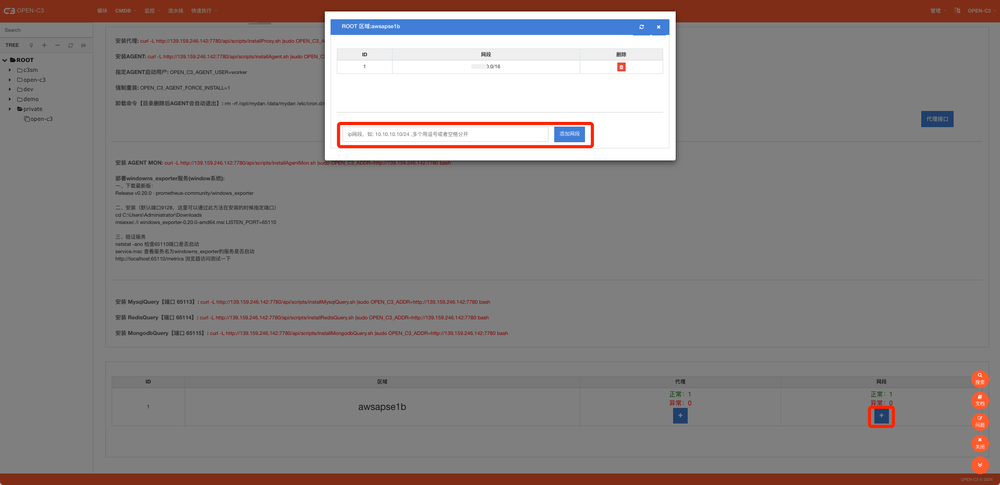 OPEN-C3
模块 CMDB 监控 流水线 快速执行
管理 OPEN-C3
Search
TREE
ROOT
c3sm
open-c3
dev
demo
private
open-c3
ROOT 区域:awsapse1b
ID 网段 删除
1 0.0/16
ip网段，如: 10.10.10.10/24 ,多个用逗号或者空格分开
添加网段
安装代理: curl -L http://139.159.246.142:7780/api/scripts/installProxy.sh |sudo OPEN_C3_A
安装AGENT: curl -L http://139.159.246.142:7780/api/scripts/installAgent.sh |sudo OPEN_C3
指定AGENT启动用户: OPEN_C3_AGENT_USER=worker
强制重装: OPEN_C3_AGENT_FORCE_INSTALL=1
卸载命令【目录删除后AGENT会自动退出】: rm -rf /opt/mydan /data/mydan /etc/cron.d/
代理接口
安装 AGENT MON: curl -L http://139.159.246.142:7780/api/scripts/installAgentMon.sh |sudo OPEN_C3_ADDR=http://139.159.246.142:7780 bash
部署windowns_exporter服务(window系统):
一、下载最新版：
Release v0.20.0 · prometheus-community/windows_exporter
二、安装（默认端口9128，这里可以通过此方法在安装的时候指定端口）
cd C:\Users\Administrator\Downloads
msiexec /i windows_exporter-0.20.0-amd64.msi LISTEN_PORT=65110
三、验证服务
netstat -ano 检查65110端口是否启动
service.msc 查看服务名为windowns_exporter的服务是否启动
http://localhost:65110/metrics 浏览器访问测试一下
安装 MysqlQuery【端口 65113】: curl -L http://139.159.246.142:7780/api/scripts/installMysqlQuery.sh |sudo OPEN_C3_ADDR=http://139.159.246.142:7780 bash
安装 RedisQuery【端口 65114】: curl -L http://139.159.246.142:7780/api/scripts/installRedisQuery.sh |sudo OPEN_C3_ADDR=http://139.159.246.142:7780 bash
安装 MongodbQuery【端口 65115】: curl -L http://139.159.246.142:7780/api/scripts/installMongodbQuery.sh |sudo OPEN_C3_ADDR=http://139.159.246.142:7780 bash
ID 区域 代理 网段
1 awsapse1b
正常：1
异常：0
正常：1
异常：0
搜索
文档
问题
关闭
OPEN-C3 © 2024